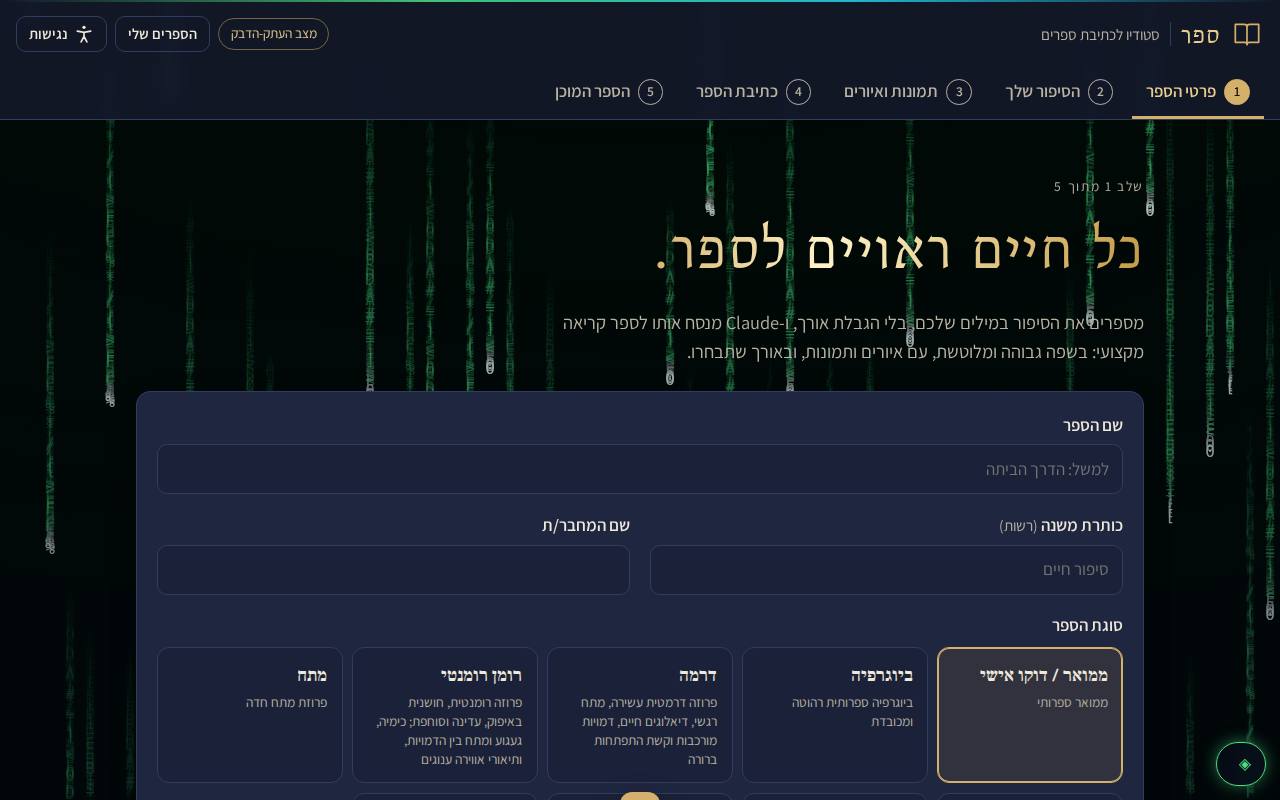 ספר
סטודיו לכתיבת ספרים
מצב העתק-הדבק
הספרים שלי
נגישות
1 פרטי הספר
2 הסיפור שלך
3 תמונות ואיורים
4 כתיבת הספר
5 הספר המוכן
שלב 1 מתוך 5
כל חיים ראויים לספר.
מספרים את הסיפור במילים שלכם, בלי הגבלת אורך, ו-Claude מנסח אותו לספר קריאה
מקצועי: בשפה גבוהה ומלוטשת, עם איורים ותמונות, ובאורך שתבחרו.
שם הספר
למשל: הדרך הביתה
כותרת משנה (רשות)
סיפור חיים
שם המחבר/ת
סוגת הספר
ממואר / דוקו אישי
ממואר ספרותי
ביוגרפיה
ביוגרפיה ספרותית רהוטה
ומכובדת
דרמה
פרוזה דרמטית עשירה, מתח
רגשי, דיאלוגים חיים, דמויות
מורכבות וקשת התפתחות
ברורה
רומן רומנטי
פרוזה רומנטית, חושנית
באיפוק, עדינה וסוחפת; כימיה,
געגוע ומתח בין הדמויות,
ותיאורי אווירה ענוגים
מתח
פרוזת מתח חדה